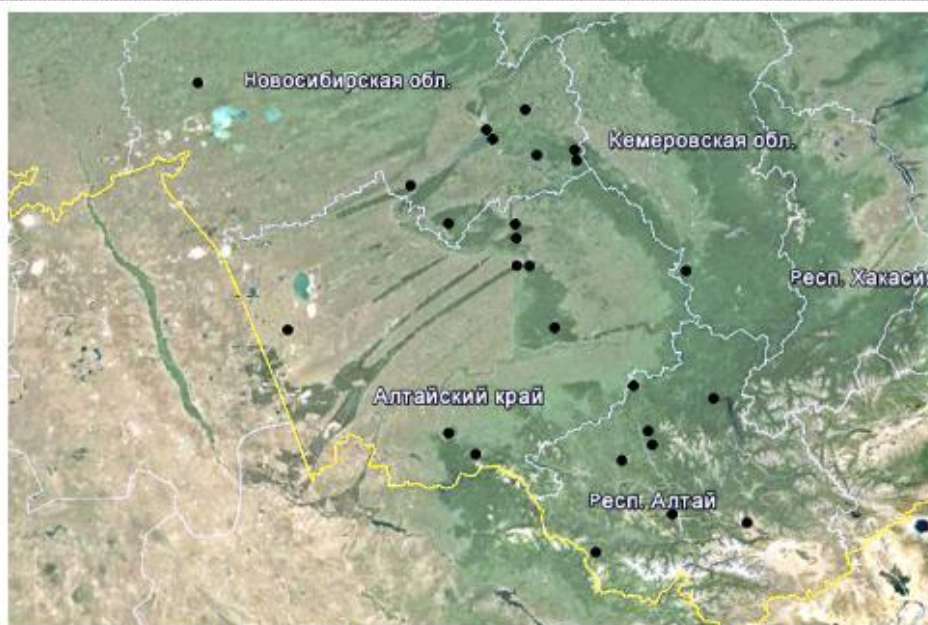 Новосибирская обл.
Кемеровская обл.
Респ. Хакасия
Алтайский край
Респ. Алтай